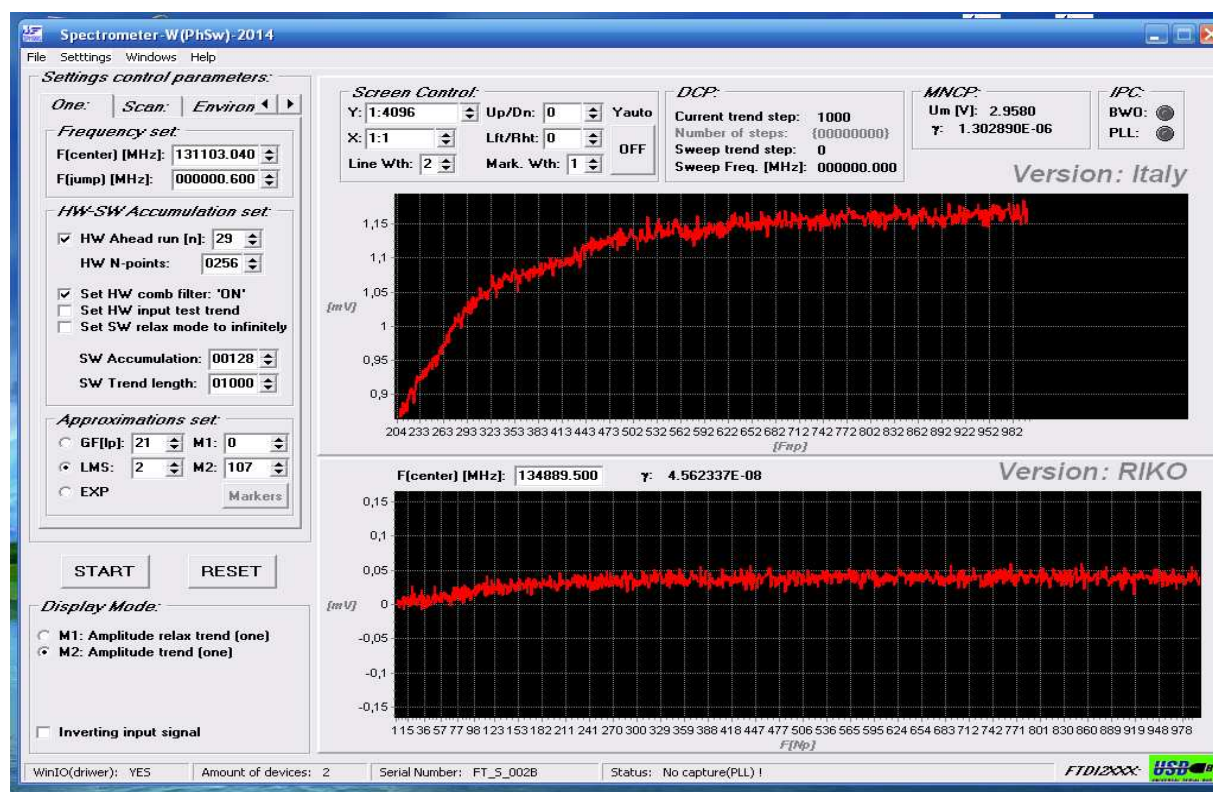 Spectrometer-W(PhSw)-2014
File Setttings Windows Help
Settings control parameters:
One: Scan: Environ
Frequency set:
F(center) [MHz]: 131103.040
F(jump) [MHz]: 000000.600
HW-SW Accumulation set:
HW Ahead run [n]: 29
HW N-points: 0256
Set HW comb filter: 'ON'
Set HW input test trend
Set SW relax mode to infinitely
SW Accumulation: 00128
SW Trend length: 01000
Approximations set:
GF[lp]: 21 M1: 0
LMS: 2 M2: 107
EXP Markers
START RESET
Display Mode:
M1: Amplitude relax trend (one)
M2: Amplitude trend (one)
Inverting input signal
Screen Control:
Y: 1:4096 Up/Dn: 0 Yauto
X: 1:1 Lft/Rht: 0 OFF
Line Wth: 2 Mark. Wth: 1
DCP:
Current trend step: 1000
Number of steps: {00000000}
Sweep trend step: 0
Sweep Freq. [MHz]: 000000.000
MNCP:
Um [V]: 2.9580
γ: 1.302890E-06
IPC:
BWO:
PLL:
Version: Italy
1,15
1,1
1,05
[mV]
1
0,95
0,9
204 233 263 293 323 353 383 413 443 473 502 532 562 592 622 652 682 712 742 772 802 832 862 892 922 952 982
F(center) [MHz]: 134889.500 γ: 4.562337E-08
Version: RIKO
0,15
0,1
0,05
[mV] 0
-0,05
-0,1
-0,15
1 15 36 57 77 98 123 153 182 211 241 270 300 329 359 388 418 447 477 506 536 565 595 624 654 683 712 742 771 801 830 860 889 919 948 978
F[Np]
WinIO(driwer): YES Amount of devices: 2 Serial Number: FT_S_002B Status: No capture(PLL) ! FTDI2XXX: USB